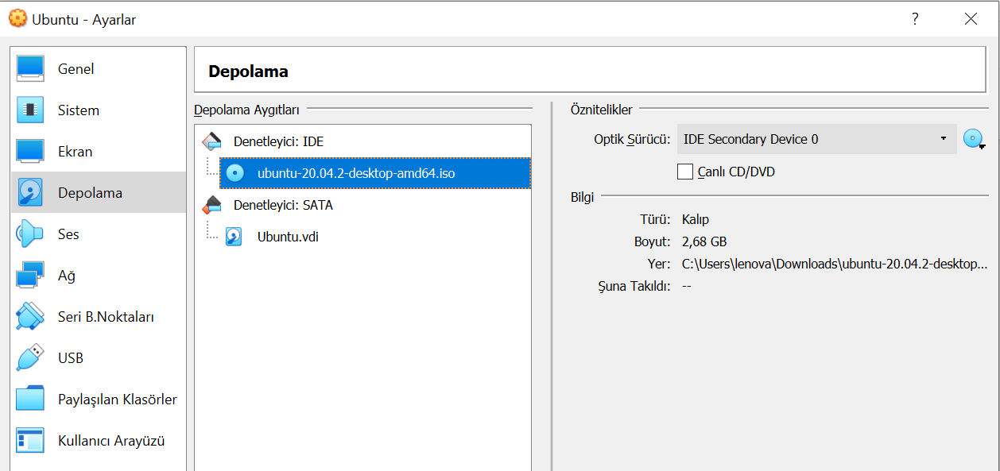 Ubuntu - Ayarlar
?
Genel
Sistem
Ekran
Depolama
Ses
Ağ
Seri B.Noktaları
USB
Paylaşılan Klasörler
Kullanıcı Arayüzü
Depolama
Depolama Aygıtları
Denetleyici: IDE
ubuntu-20.04.2-desktop-amd64.iso
Denetleyici: SATA
Ubuntu.vdi
Öznitelikler
Optik Sürücü: IDE Secondary Device 0
Canlı CD/DVD
Bilgi
Türü: Kalıp
Boyut: 2,68 GB
Yer: C:\Users\lenova\Downloads\ubuntu-20.04.2-desktop...
Şuna Takıldı: --